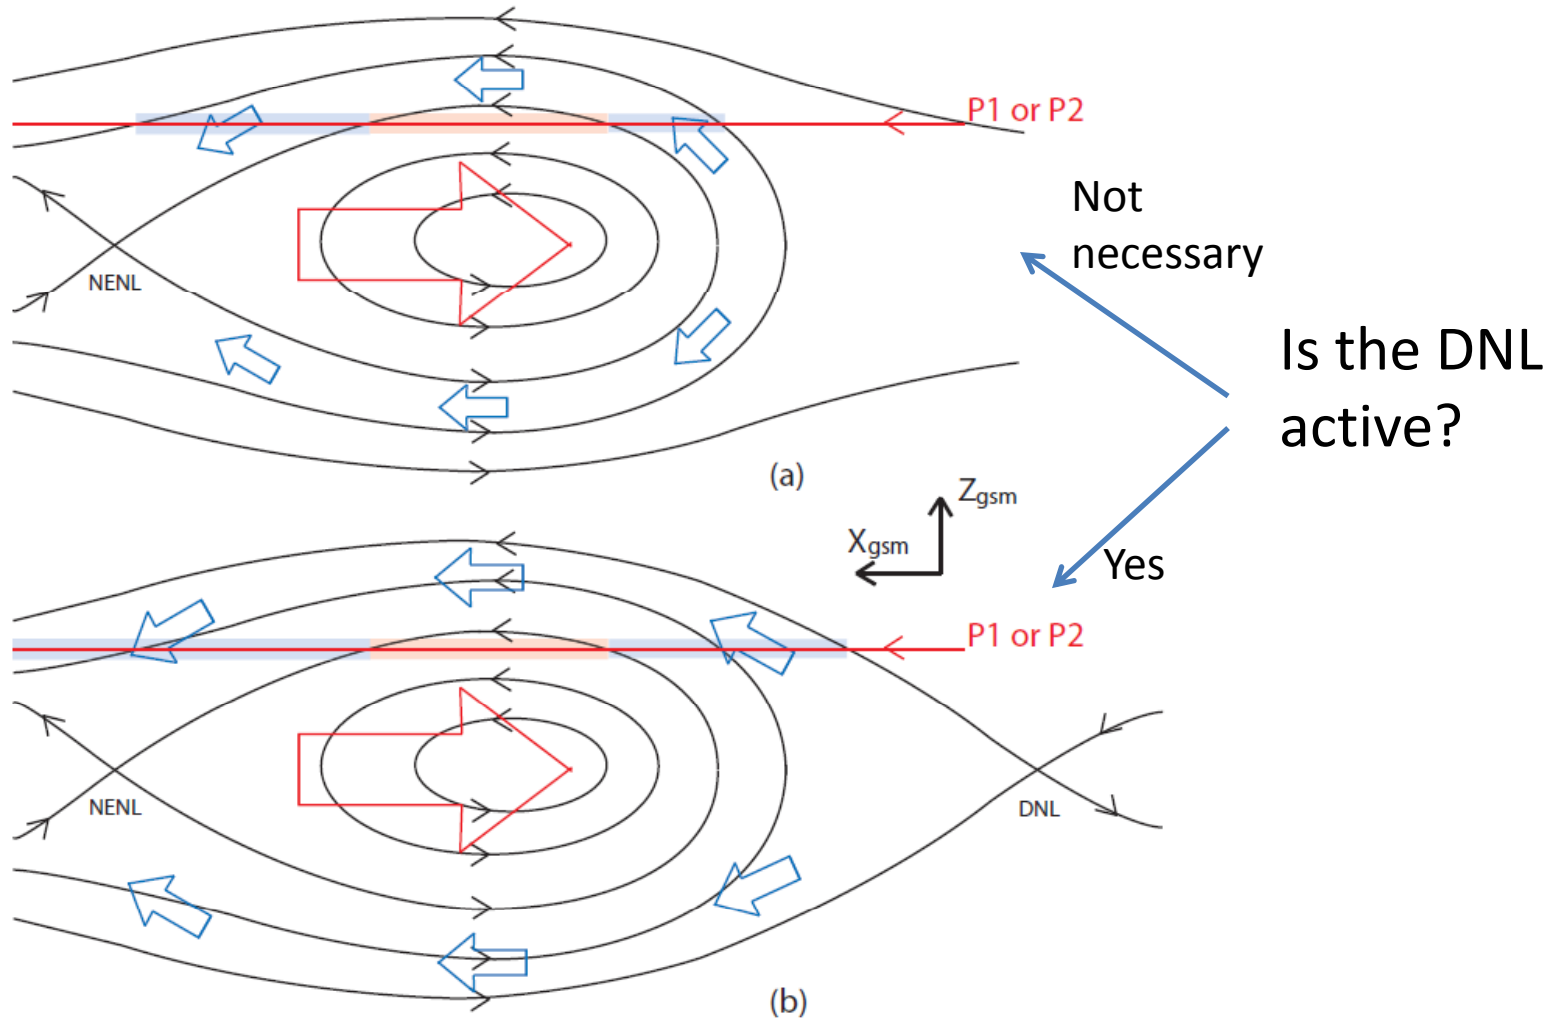 P1 or P2
Not
necessary
NENL
Is the DNL
active?
(a)
Zgsm
Xgsm
Yes
P1 or P2
NENL
DNL
(b)